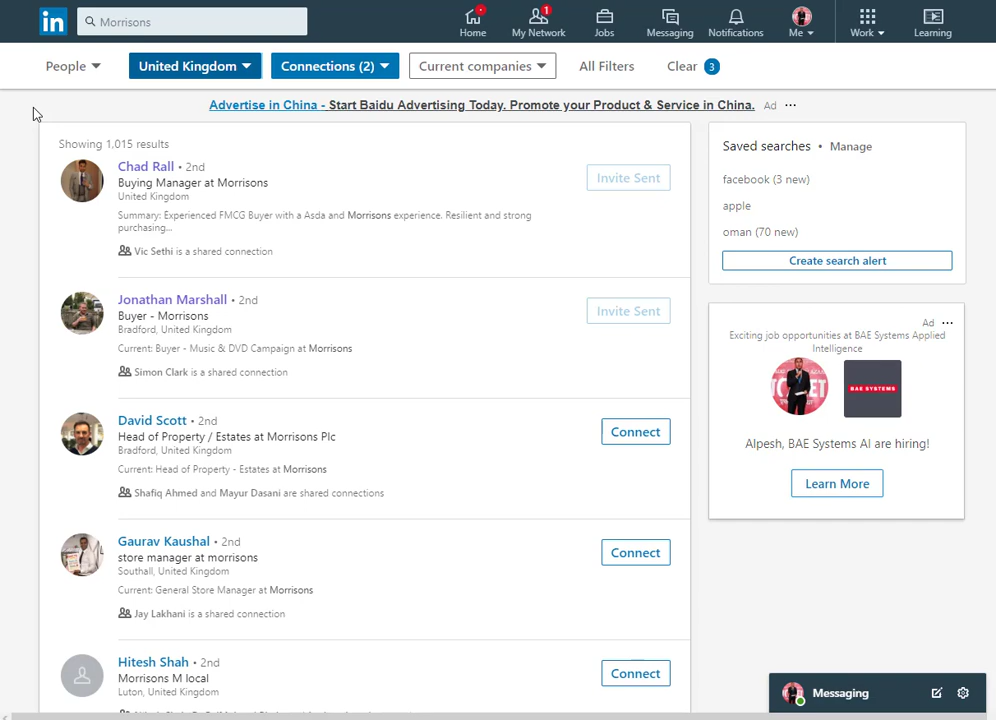 in
Morrisons
1
Home
My Network
Jobs
Messaging
Notifications
Me
Work
Learning
People
United Kingdom
Connections (2)
Current companies
All Filters
Clear 3
Advertise in China - Start Baidu Advertising Today. Promote your Product & Service in China. Ad ···
Showing 1,015 results
Chad Rall • 2nd
Buying Manager at Morrisons
United Kingdom
Summary: Experienced FMCG Buyer with a Asda and Morrisons experience. Resilient and strong
purchasing...
Vic Sethi is a shared connection
Invite Sent
Jonathan Marshall • 2nd
Buyer - Morrisons
Bradford, United Kingdom
Current: Buyer - Music & DVD Campaign at Morrisons
Simon Clark is a shared connection
Invite Sent
David Scott • 2nd
Head of Property / Estates at Morrisons Plc
Bradford, United Kingdom
Current: Head of Property - Estates at Morrisons
Shafiq Ahmed and Mayur Dasani are shared connections
Connect
Gaurav Kaushal • 2nd
store manager at morrisons
Southall, United Kingdom
Current: General Store Manager at Morrisons
Jay Lakhani is a shared connection
Connect
Hitesh Shah • 2nd
Morrisons M local
Luton, United Kingdom
Connect
Saved searches • Manage
facebook (3 new)
apple
oman (70 new)
Create search alert
Ad ···
Exciting job opportunities at BAE Systems Applied
Intelligence
BAE SYSTEMS
Alpesh, BAE Systems AI are hiring!
Learn More
Messaging